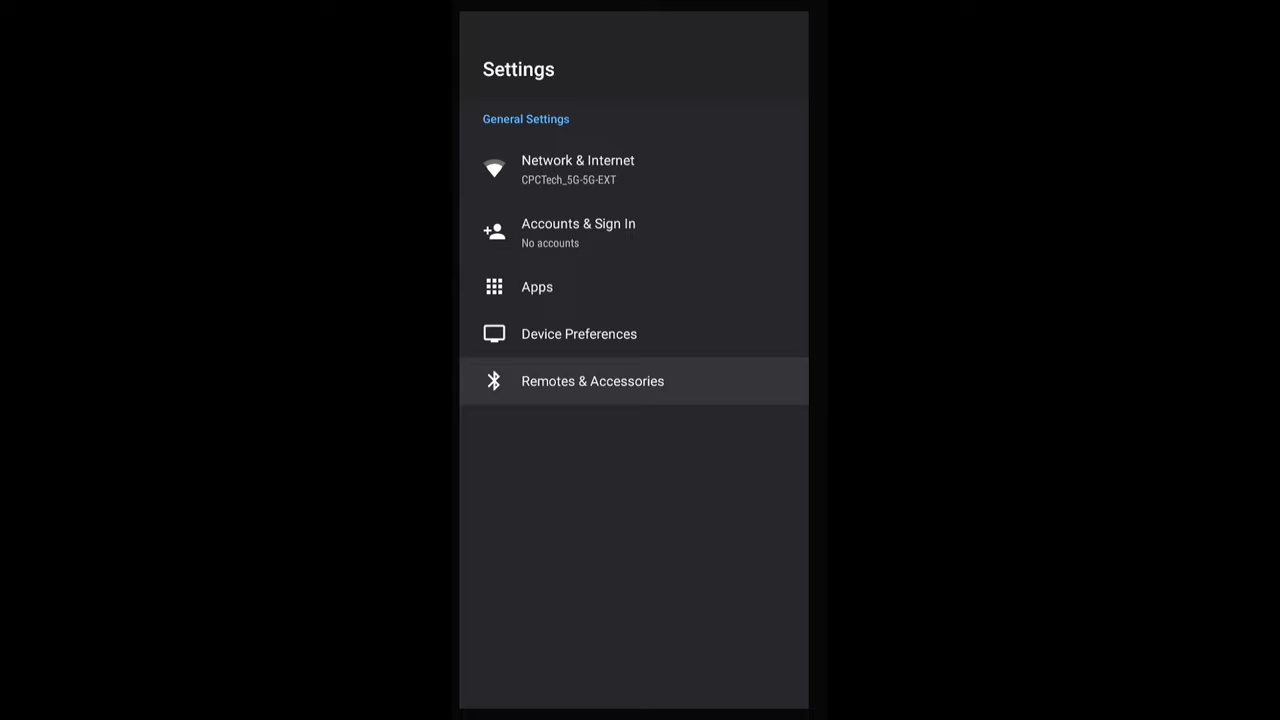 Settings
General Settings
Network & Internet
CPCTech_5G-5G-EXT
Accounts & Sign In
No accounts
Apps
Device Preferences
Remotes & Accessories